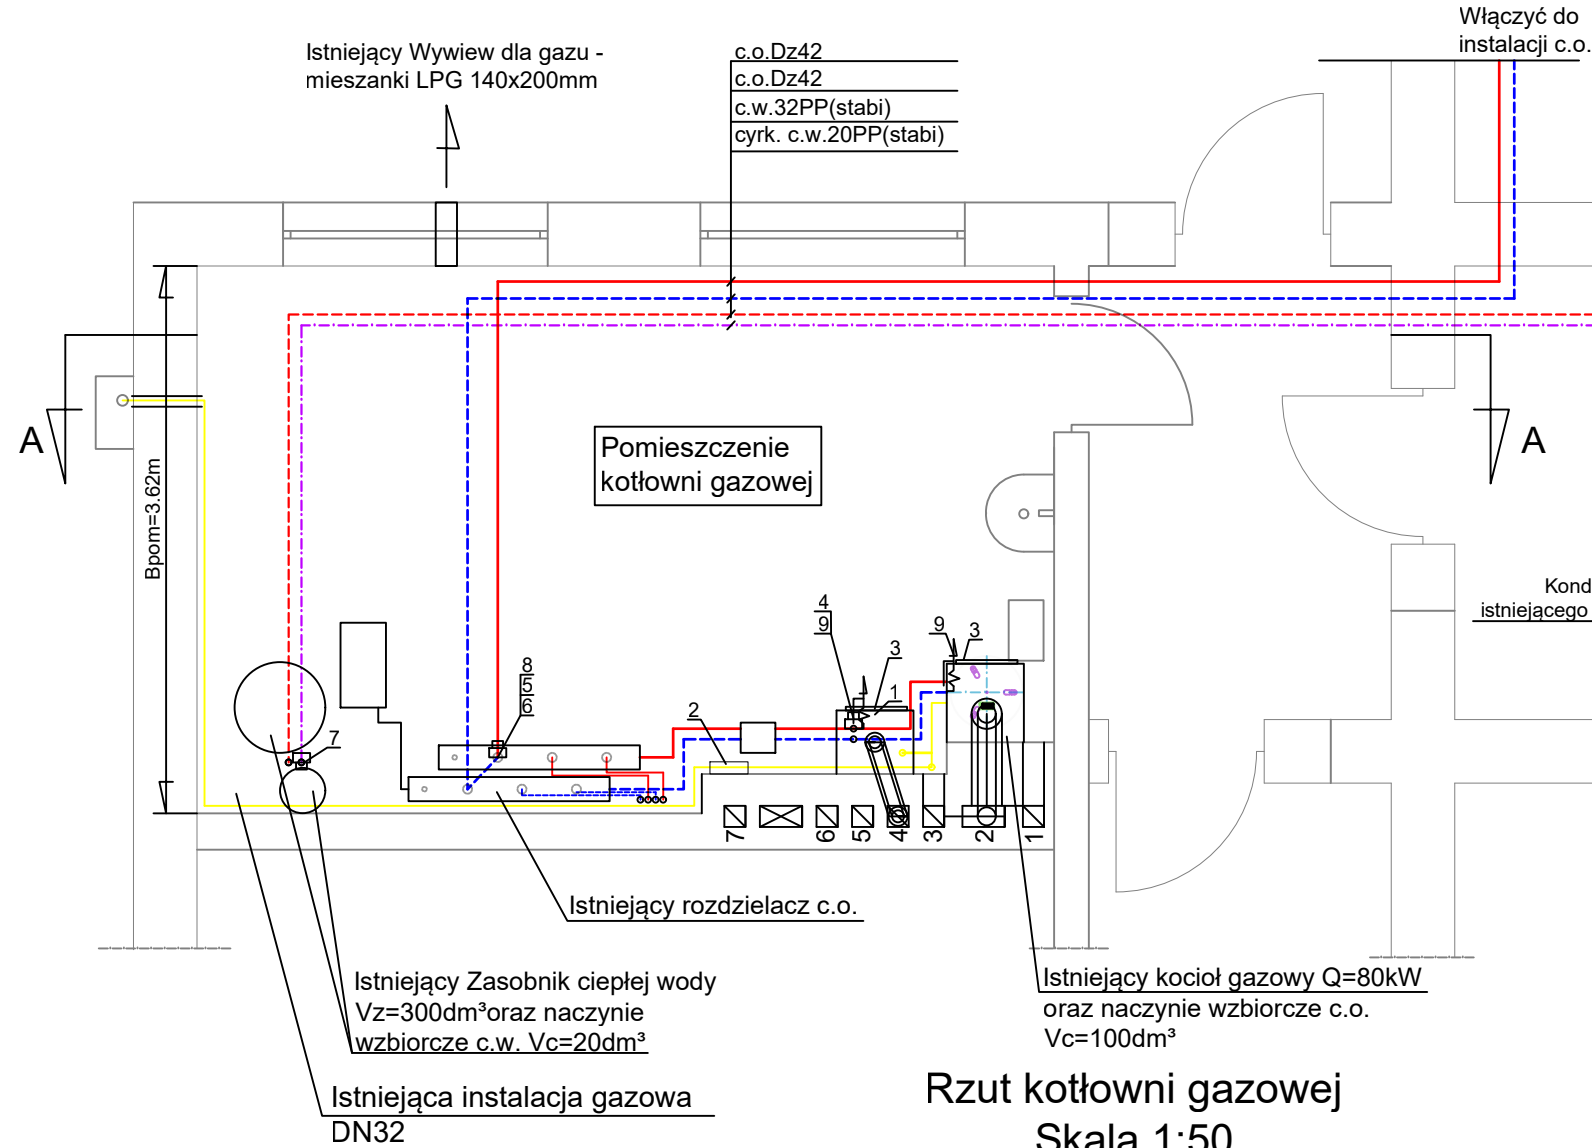 Włączyć do
instalacji c.o.
Istniejący Wywiew dla gazu -
mieszanki LPG 140x200mm
c.o.Dz42
c.o.Dz42
c.w.32PP(stabi)
cyrk. c.w.20PP(stabi)
A
A
Pomieszczenie
kotłowni gazowej
Bpom=3.62m
Kond
istniejącego
4
9
3
1
9
3
8
5
6
2
7
7
6
5
4
3
2
1
Istniejący rozdzielacz c.o.
Istniejący Zasobnik ciepłej wody
Vz=300dm³oraz naczynie
wzbiorcze c.w. Vc=20dm³
Istniejący kocioł gazowy Q=80kW
oraz naczynie wzbiorcze c.o.
Vc=100dm³
Istniejąca instalacja gazowa
DN32
Rzut kotłowni gazowej
Skala 1:50